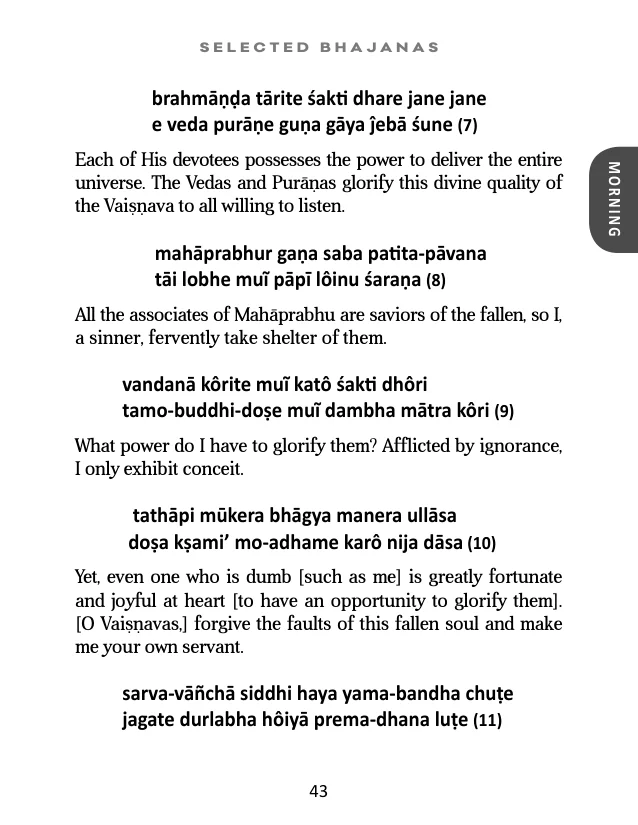 SELECTED BHAJANAS
brahmāṇḍa tārite śakti dhare jane jane
e veda purāṇe guṇa gāya ĵebā śune (7)
Each of His devotees possesses the power to deliver the entire
universe. The Vedas and Purāṇas glorify this divine quality of
the Vaiṣṇava to all willing to listen.
MORNING
mahāprabhur gaṇa saba patita-pāvana
tāi lobhe muĩ pāpī lôinu śaraṇa (8)
All the associates of Mahāprabhu are saviors of the fallen, so I,
a sinner, fervently take shelter of them.
vandanā kôrite muĩ katô śakti dhôri
tamo-buddhi-doṣe muĩ dambha mātra kôri (9)
What power do I have to glorify them? Afflicted by ignorance,
I only exhibit conceit.
tathāpi mūkera bhāgya manera ullāsa
doṣa kṣami’ mo-adhame karô nija dāsa (10)
Yet, even one who is dumb [such as me] is greatly fortunate
and joyful at heart [to have an opportunity to glorify them].
[O Vaiṣṇavas,] forgive the faults of this fallen soul and make
me your own servant.
sarva-vāñchā siddhi haya yama-bandha chuṭe
jagate durlabha hôiyā prema-dhana luṭe (11)
43